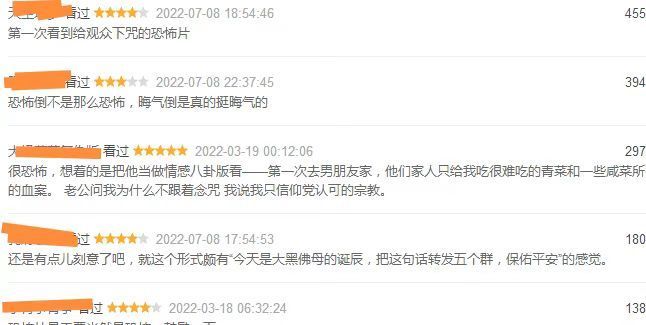 看过 2022-07-08 18:54:46 455
第一次看到给观众下咒的恐怖片
看过 2022-07-08 22:37:45 394
恐怖倒不是那么恐怖，晦气倒是真的挺晦气的
看过 2022-03-19 00:12:06 297
很恐怖，想着的是把他当做情感八卦版看——第一次去男朋友家，他们家人只给我吃很难吃的青菜和一些咸菜所
的血案。 老公问我为什么不跟着念咒 我说我只信仰党认可的宗教。
看过 2022-07-08 17:54:53 180
还是有点儿刻意了吧，就这个形式颇有“今天是大黑佛母的诞辰，把这句话转发五个群，保佑平安”的感觉。
看过 2022-03-18 06:32:24 138